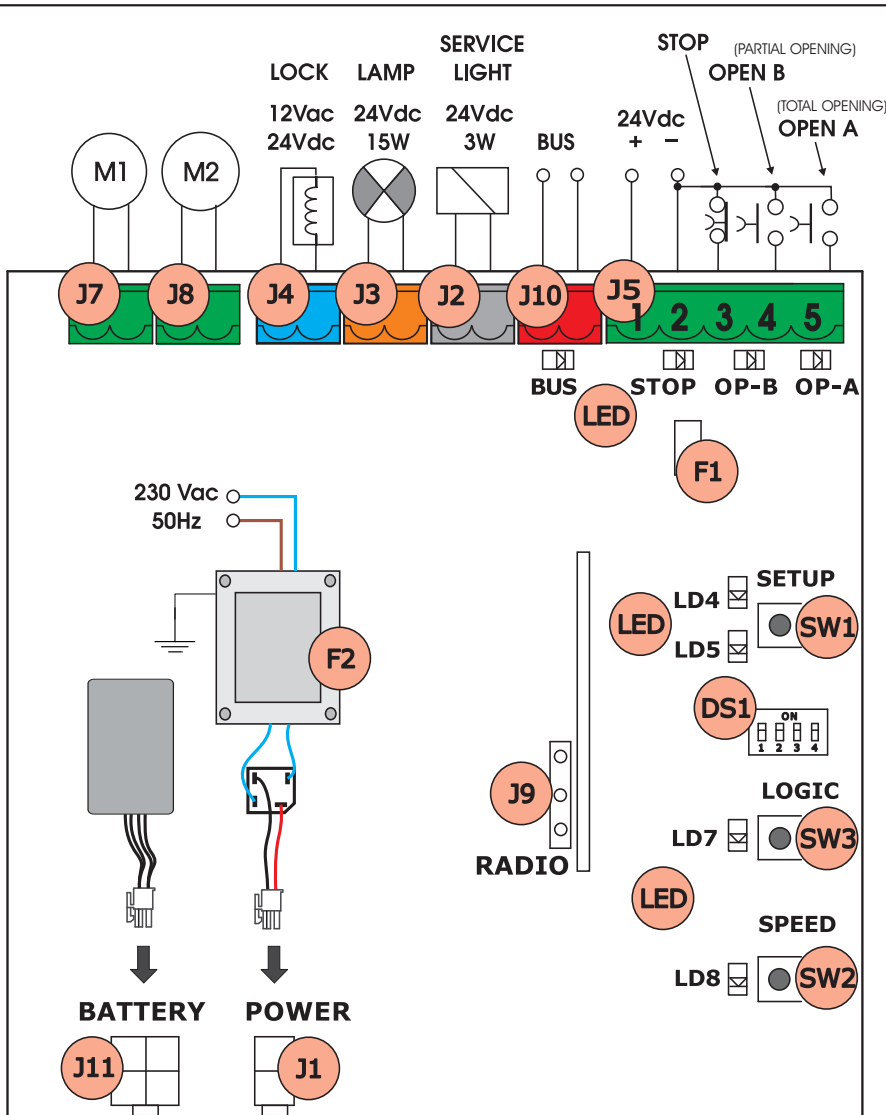 SERVICE
LIGHT
STOP
(PARTIAL OPENING)
OPEN B
LOCK
LAMP
(TOTAL OPENING)
OPEN A
12Vac
24Vdc
24Vdc
15W
24Vdc
3W
BUS
24Vdc
+ −
M1
M2
J7
J8
J4
J3
J2
J10
J5
1 2 3 4 5
BUS
STOP
OP-B
OP-A
LED
F1
230 Vac
50Hz
SETUP
LD4
SW1
LED
LD5
F2
DS1
ON
1 2 3 4
J9
RADIO
LOGIC
LD7
SW3
LED
SPEED
LD8
SW2
BATTERY
POWER
J11
J1